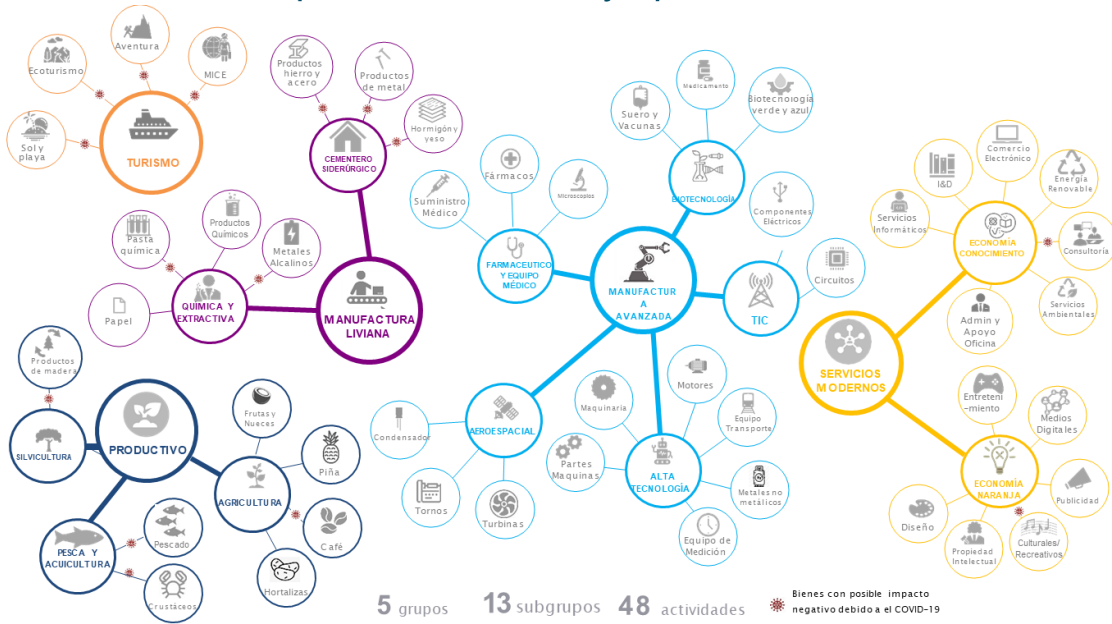 Aventura
Ecoturismo
MICE
Sol y
playa
TURISMO
Productos
hierro y
acero
Productos
de metal
Hormigón y
yeso
CEMENTERO
SIDERÚRGICO
Pasta
química
Productos
Químicos
Metales
Alcalinos
Papel
QUIMICA Y
EXTRACTIVA
MANUFACTURA
LIVIANA
Suero y
Vacunas
Medicamento
Biotecnología
verde y azul
BIOTECNOLOGÍA
Suministro
Médico
Fármacos
Microscópios
FARMACEUTICO
Y EQUIPO
MÉDICO
Componentes
Eléctricos
Circuitos
TIC
MANUFACTUR
A
AVANZADA
Condensador
Tornos
Turbinas
AEROESPACIAL
Maquinaria
Motores
Equipo
Transporte
Partes
Maquinas
Metales no
metálicos
Equipo de
Medición
ALTA
TECNOLOGÍA
Comercio
Electrónico
I&D
Energía
Renovable
Servicios
Informáticos
Consultoría
Servicios
Ambientales
Admin y
Apoyo
Oficina
ECONOMÍA
CONOCIMIENTO
SERVICIOS
MODERNOS
Entreteni
-miento
Medios
Digitales
Publicidad
Diseño
Propiedad
Intelectual
Culturales/
Recreativos
ECONOMÍA
NARANJA
Productos
de madera
SILVICULTURA
PRODUCTIVO
Frutas y
Nueces
Piña
AGRICULTURA
Café
Hortalizas
PESCA Y
ACUICULTURA
Pescado
Crustáceos
5 grupos 13 subgrupos 48 actividades
Bienes con posible impacto
negativo debido a el COVID-19